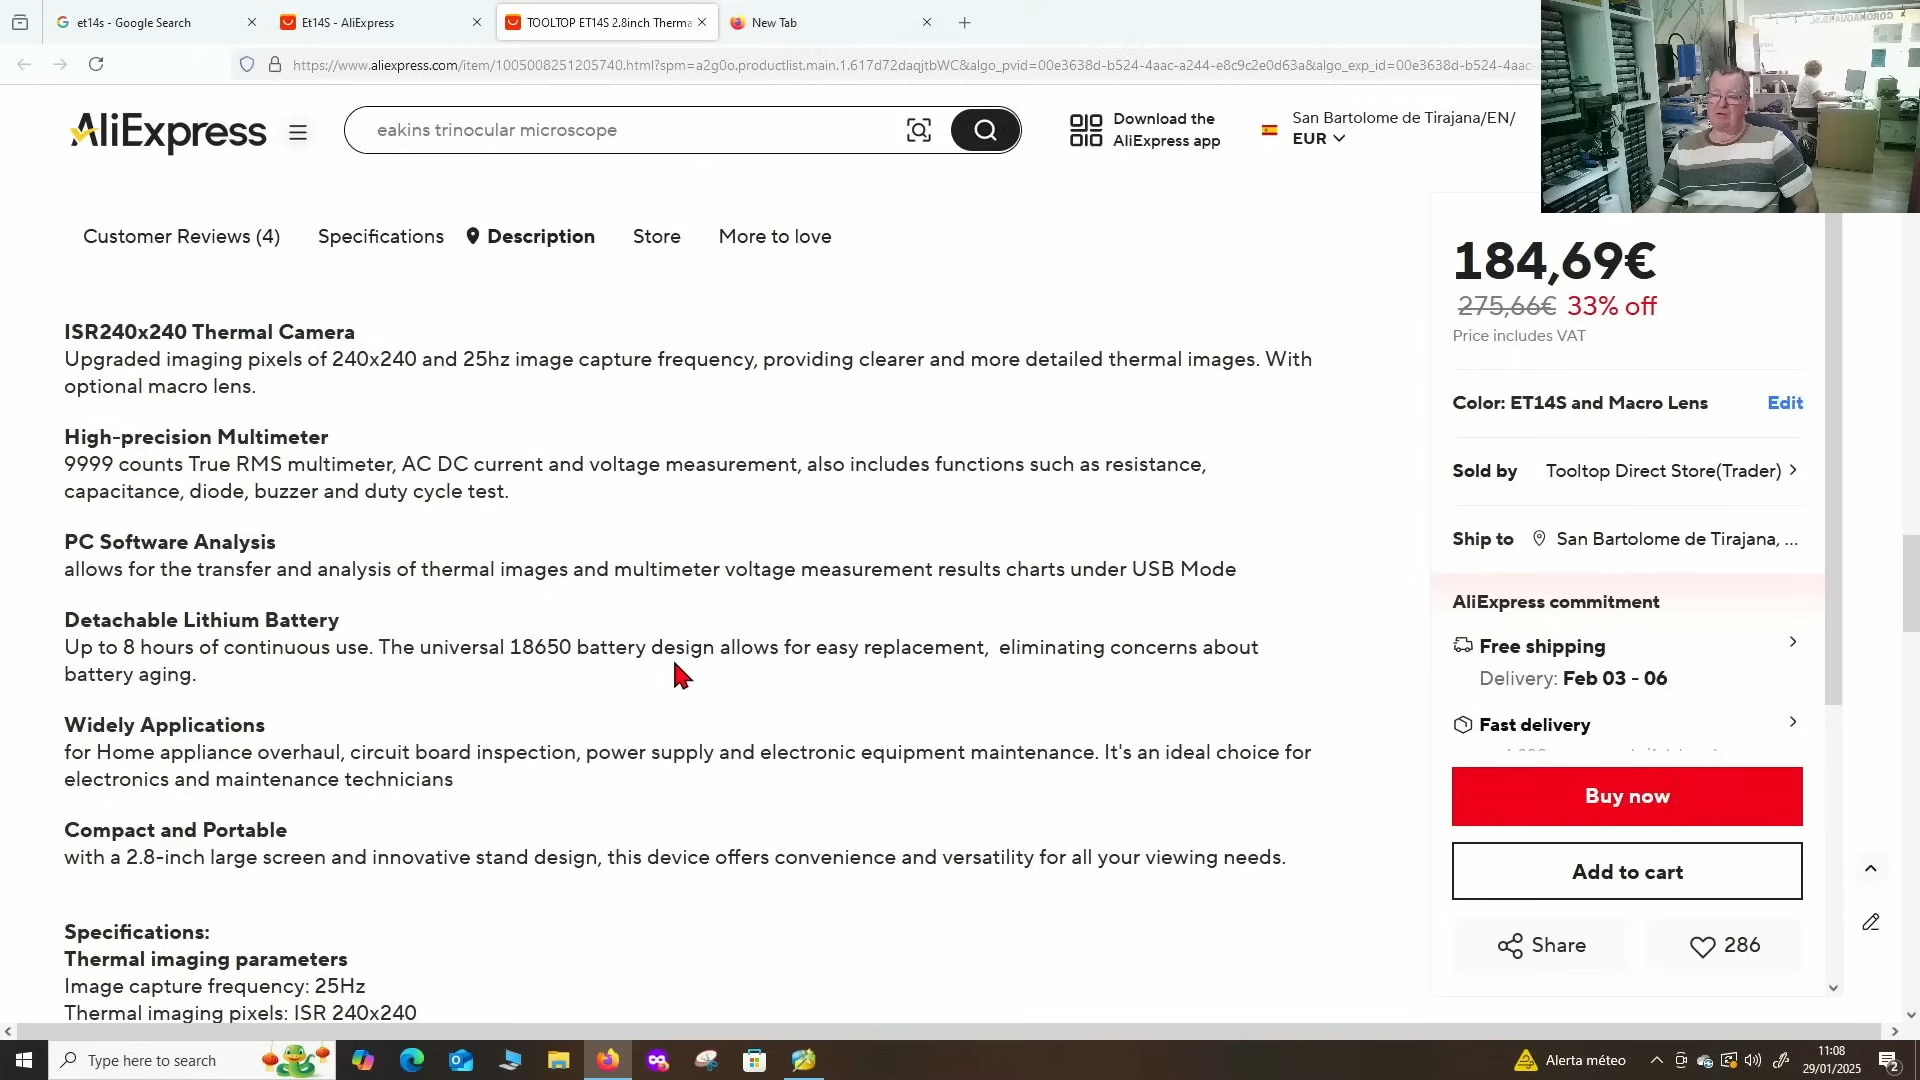 et14s - Google Search
Et14S - AliExpress
TOOLTOP ET14S 2.8inch Therma
New Tab
https://www.aliexpress.com/item/1005008251205740.html?spm=a2g0o.productlist.main.1.617d72daqjtbWC&algo_pvid=00e3638d-b524-4aac-a244-e8c9c2e0d63a&algo_exp_id=00e3638d-b524-4aac-
AliExpress
eakins trinocular microscope
Download the
AliExpress app
San Bartolome de Tirajana/EN/
EUR
Customer Reviews (4)
Specifications
Description
Store
More to love
ISR240x240 Thermal Camera
Upgraded imaging pixels of 240x240 and 25hz image capture frequency, providing clearer and more detailed thermal images. With
optional macro lens.
High-precision Multimeter
9999 counts True RMS multimeter, AC DC current and voltage measurement, also includes functions such as resistance,
capacitance, diode, buzzer and duty cycle test.
PC Software Analysis
allows for the transfer and analysis of thermal images and multimeter voltage measurement results charts under USB Mode
Detachable Lithium Battery
Up to 8 hours of continuous use. The universal 18650 battery design allows for easy replacement,  eliminating concerns about
battery aging.
Widely Applications
for Home appliance overhaul, circuit board inspection, power supply and electronic equipment maintenance. It's an ideal choice for
electronics and maintenance technicians
Compact and Portable
with a 2.8-inch large screen and innovative stand design, this device offers convenience and versatility for all your viewing needs.
Specifications:
Thermal imaging parameters
Image capture frequency: 25Hz
Thermal imaging pixels: ISR 240x240
184,69€
275,66€ 33% off
Price includes VAT
Color: ET14S and Macro Lens Edit
Sold by Tooltop Direct Store(Trader)
Ship to San Bartolome de Tirajana, ...
AliExpress commitment
Free shipping
Delivery: Feb 03 - 06
Fast delivery
Buy now
Add to cart
Share
286
Type here to search
Alerta méteo
11:08
29/01/2025
2